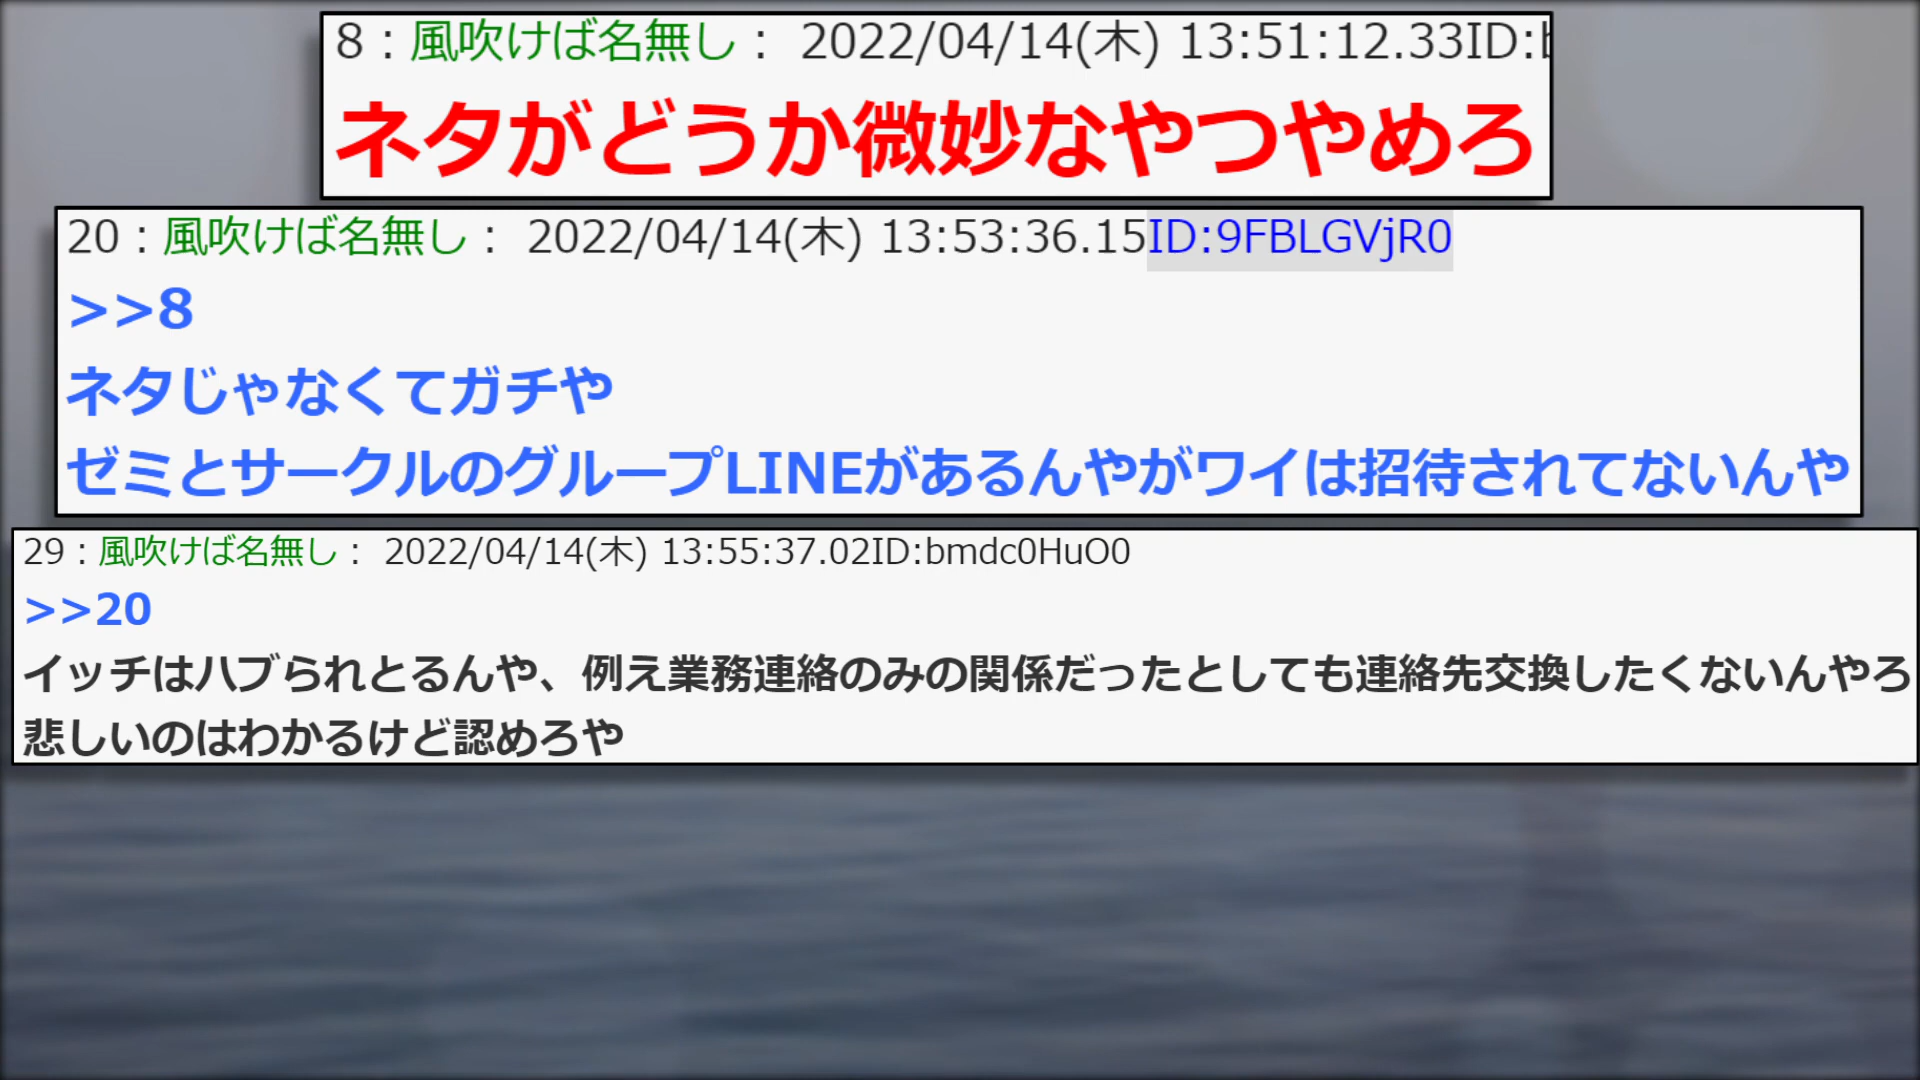 8：風吹けば名無し： 2022/04/14(木) 13:51:12.33ID:
ネタがどうか微妙なやつやめろ
20：風吹けば名無し： 2022/04/14(木) 13:53:36.15ID:9FBLGVjR0
>>8
ネタじゃなくてガチや
ゼミとサークルのグループLINEがあるんやがワイは招待されてないんや
29：風吹けば名無し： 2022/04/14(木) 13:55:37.02ID:bmdc0HuO0
>>20
イッチはハブられとるんや、例え業務連絡のみの関係だったとしても連絡先交換したくないんやろ
悲しいのはわかるけど認めろや